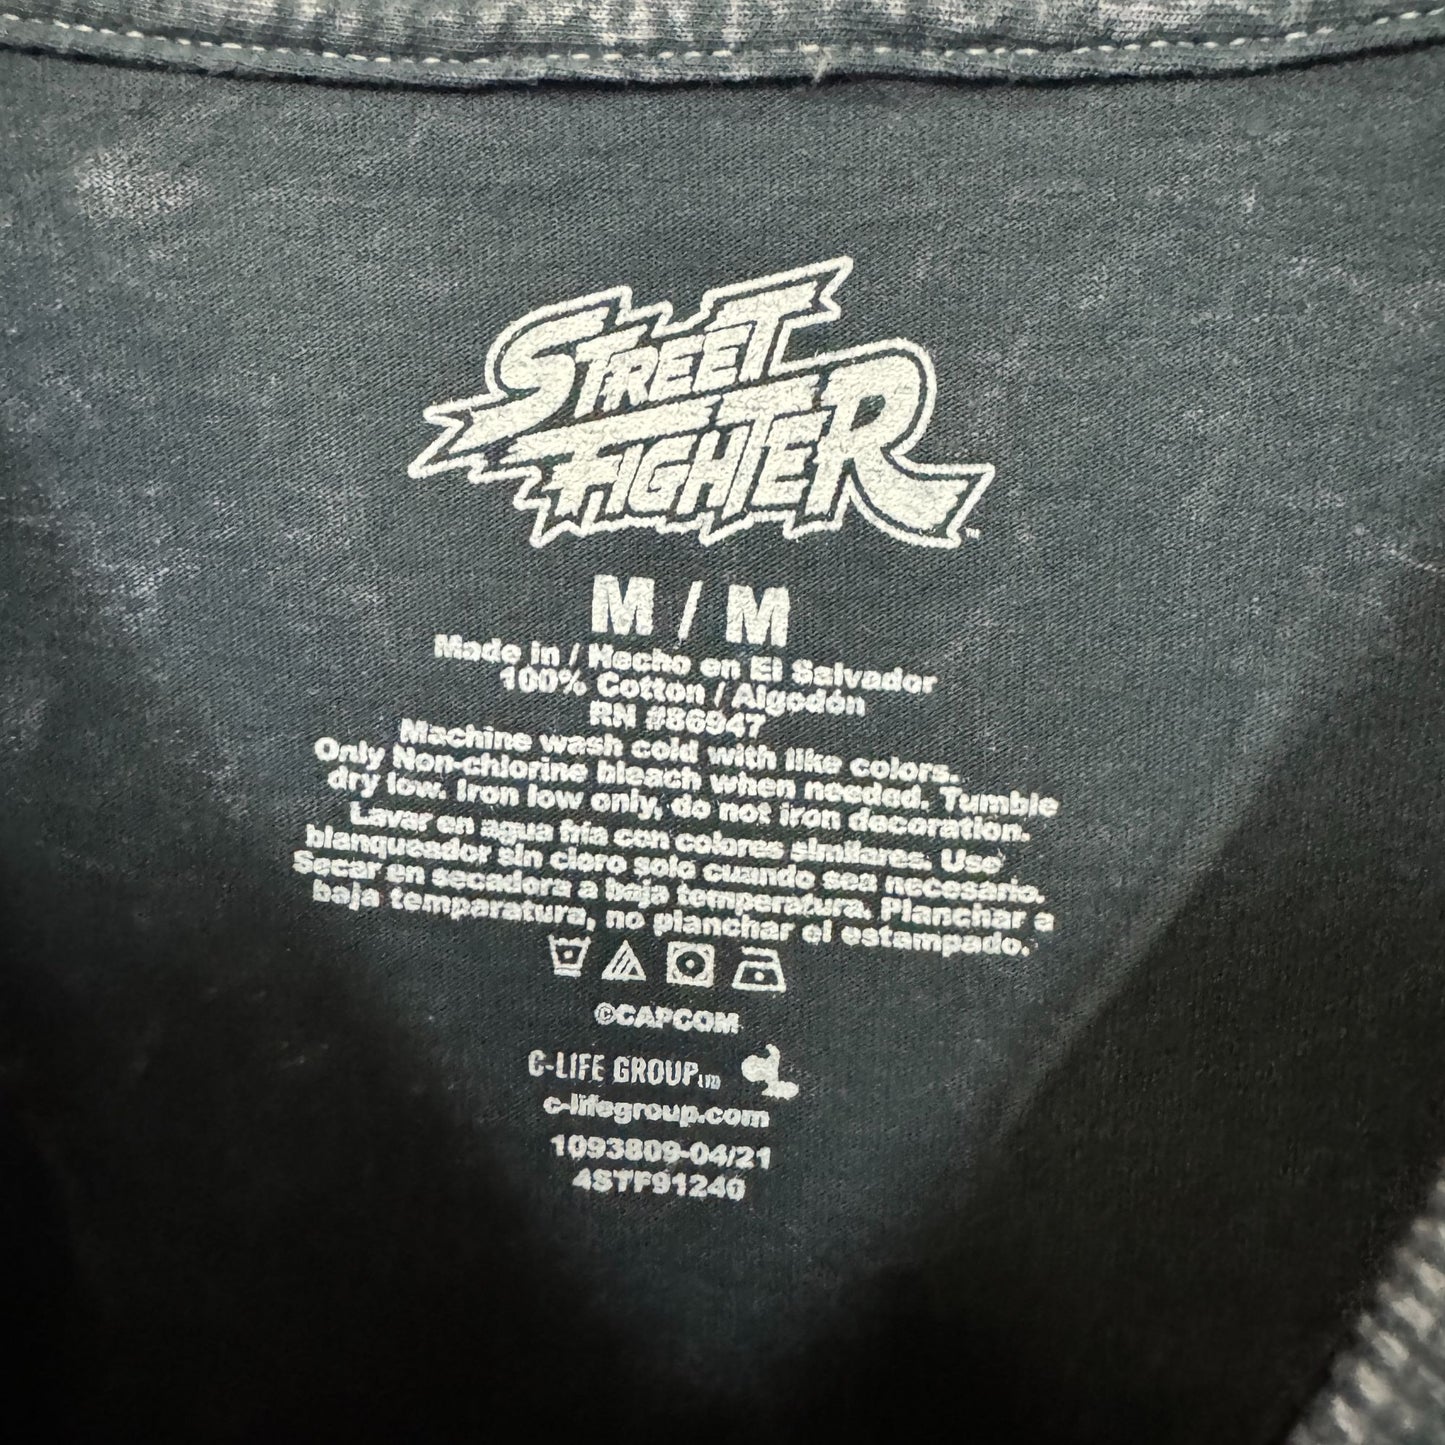 STREET
FIGHTER™
M / M
Made in / Hecho en El Salvador
100% Cotton / Algodón
RN #86947
Machine wash cold with like colors.
Only Non-chlorine bleach when needed. Tumble
dry low. Iron low only, do not iron decoration.
Lavar en agua fria con colores similares. Use
blanqueador sin cloro solo cuando sea necesario.
Secar en secadora a baja temperatura. Planchar a
baja temperatura, no planchar el estampado.
©CAPCOM
C-LIFE GROUP LTD
c-lifegroup.com
1093809-04/21
4STF91240